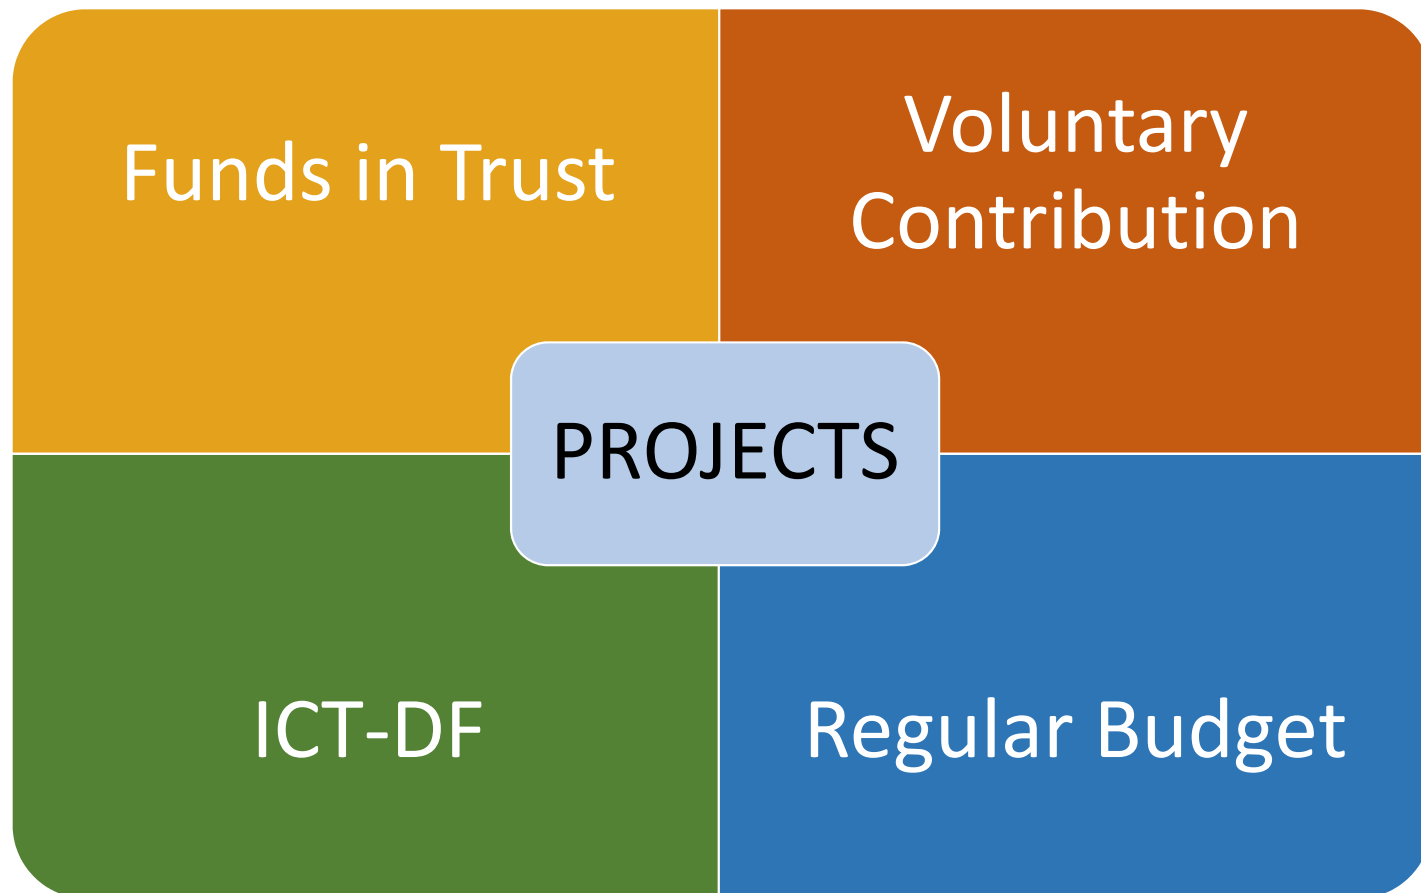 Funds in Trust
Voluntary
Contribution
PROJECTS
ICT-DF
Regular Budget